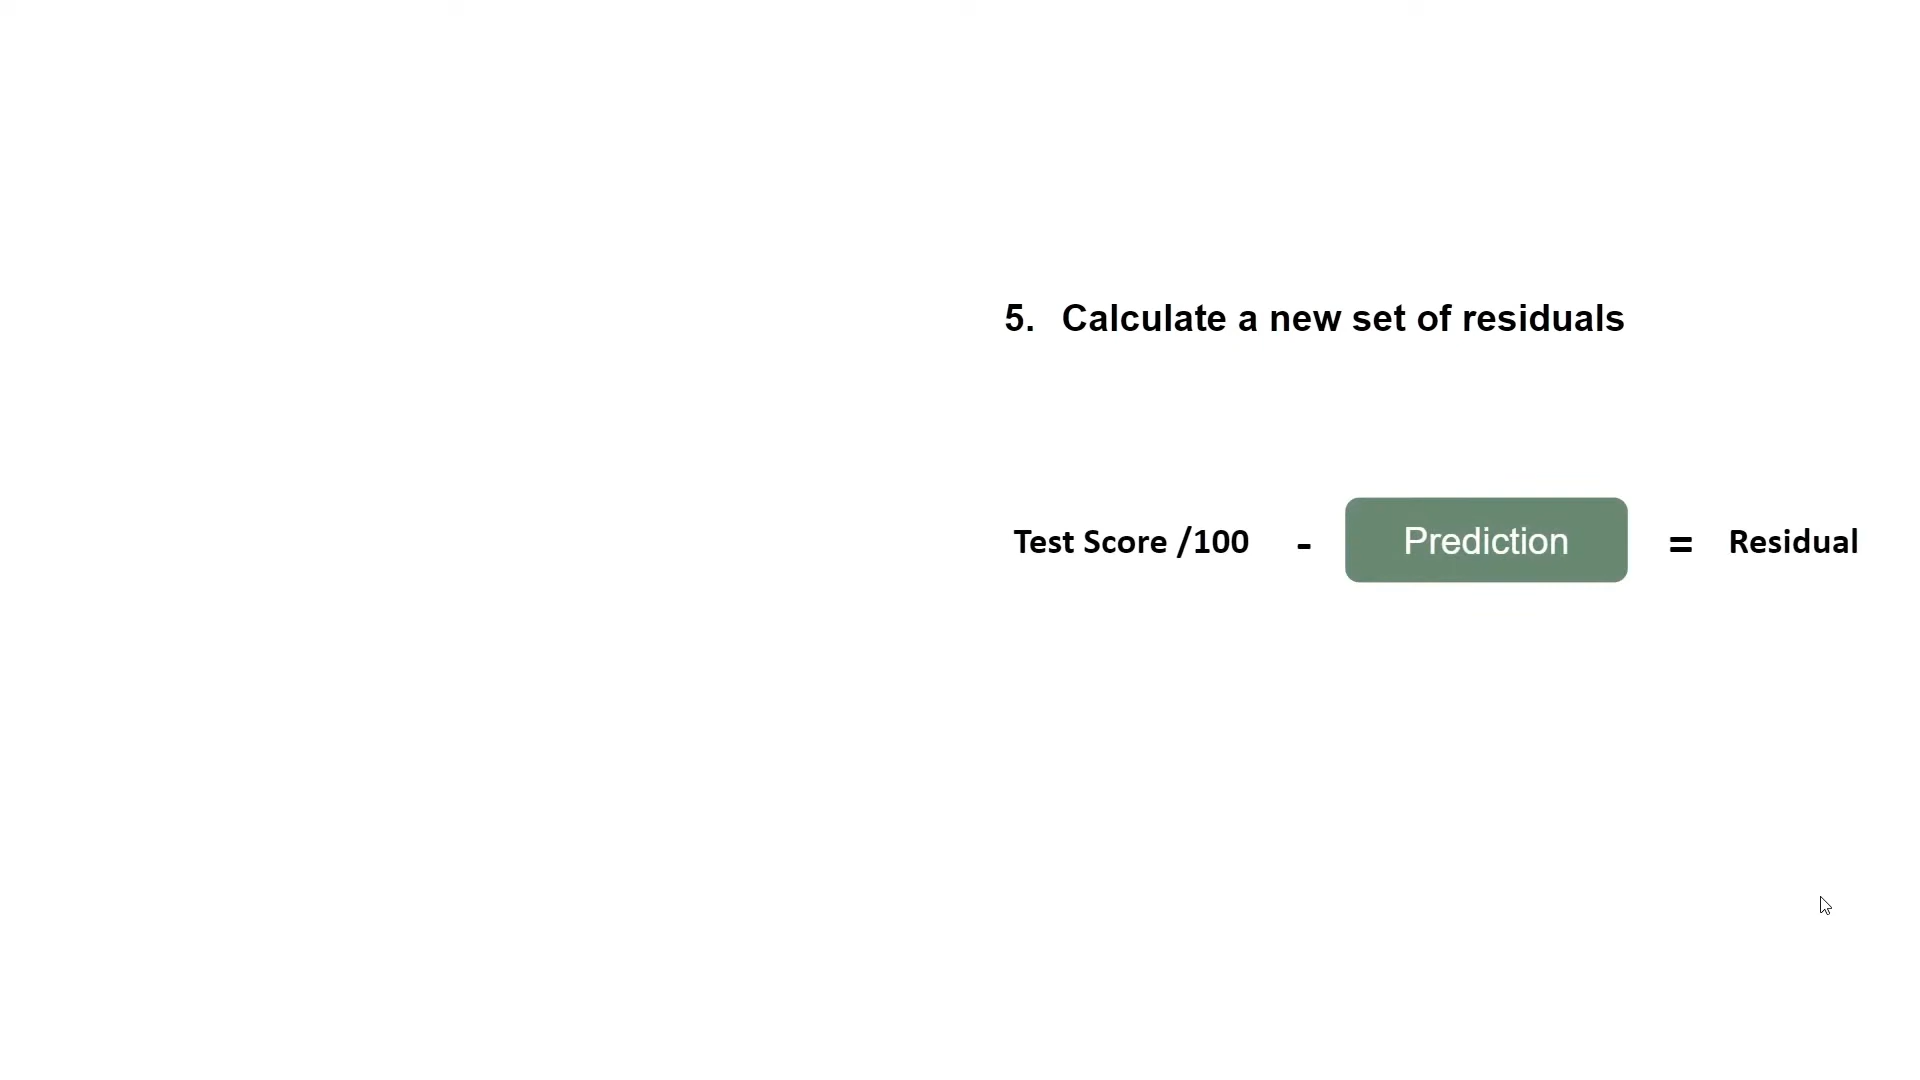 5. Calculate a new set of residuals
Test Score /100 - Prediction = Residual